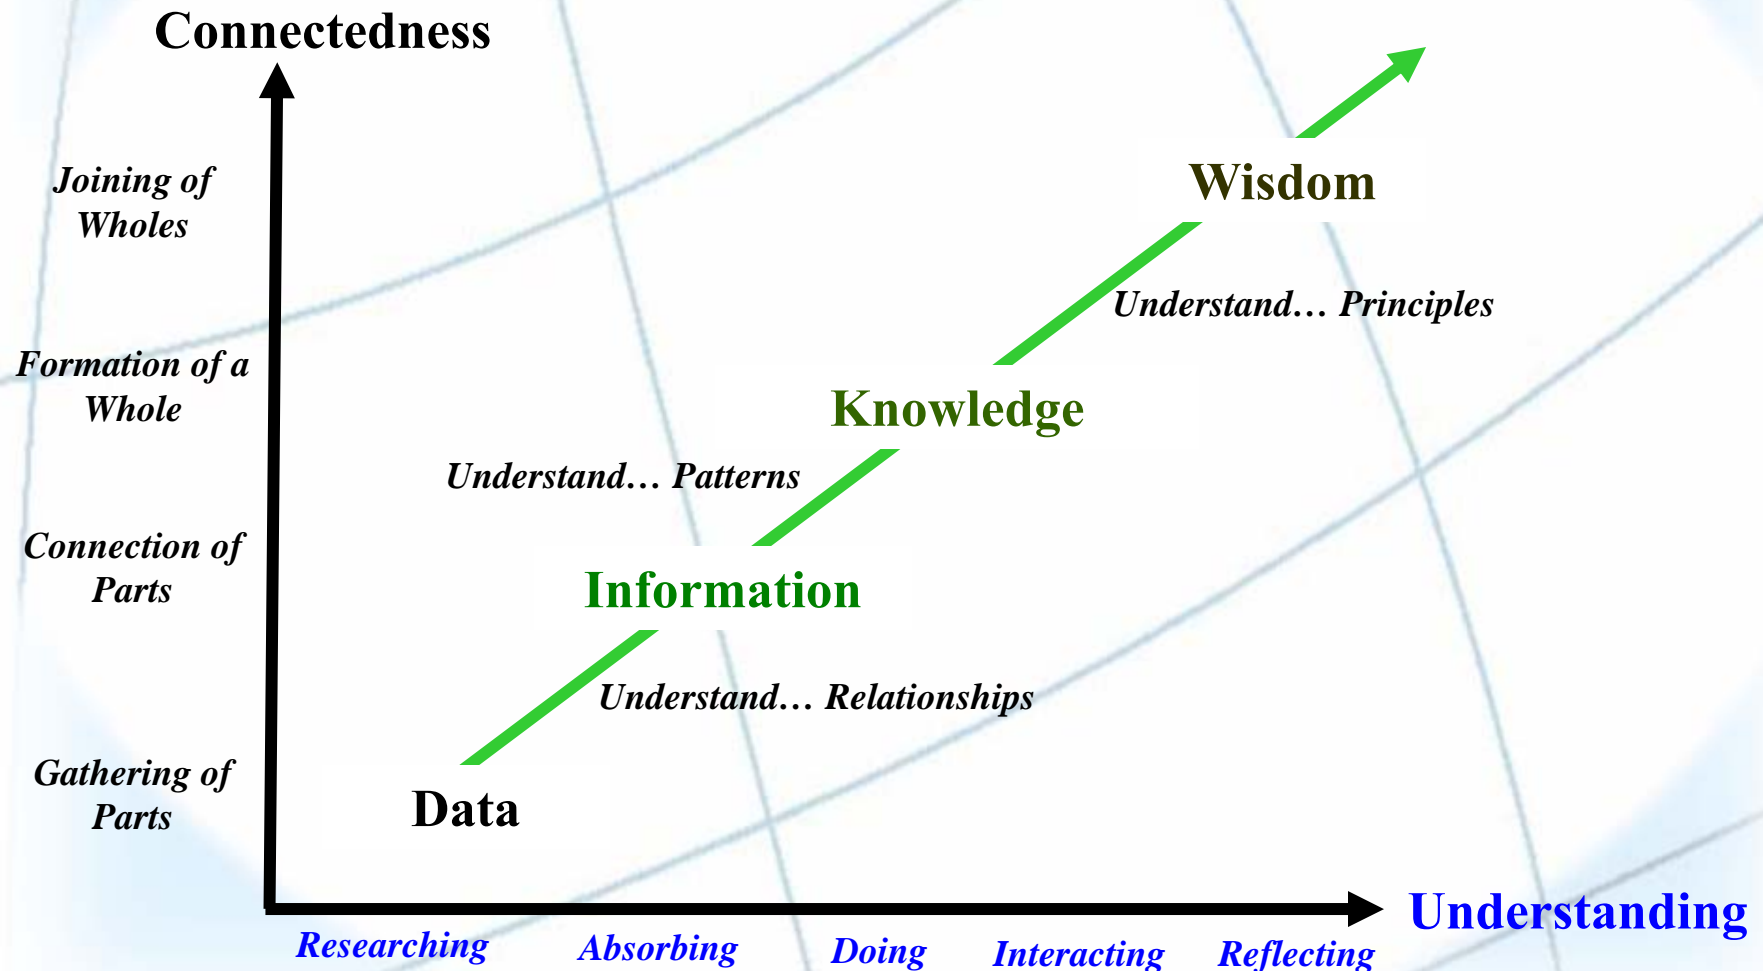 Connectedness
Joining of
Wholes
Wisdom
Understand… Principles
Formation of a
Whole
Knowledge
Understand… Patterns
Connection of
Parts
Information
Understand… Relationships
Gathering of
Parts
Data
Understanding
Researching
Absorbing
Doing
Interacting
Reflecting